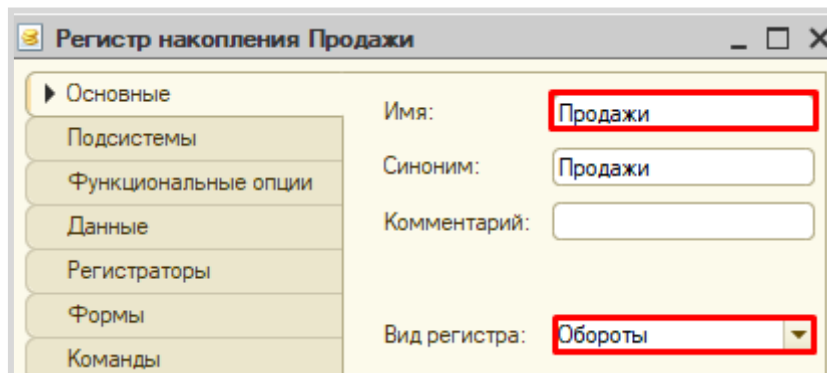 Регистр накопления Продажи
Основные
Подсистемы
Функциональные опции
Данные
Регистраторы
Формы
Команды
Имя: Продажи
Синоним: Продажи
Комментарий:
Вид регистра: Обороты